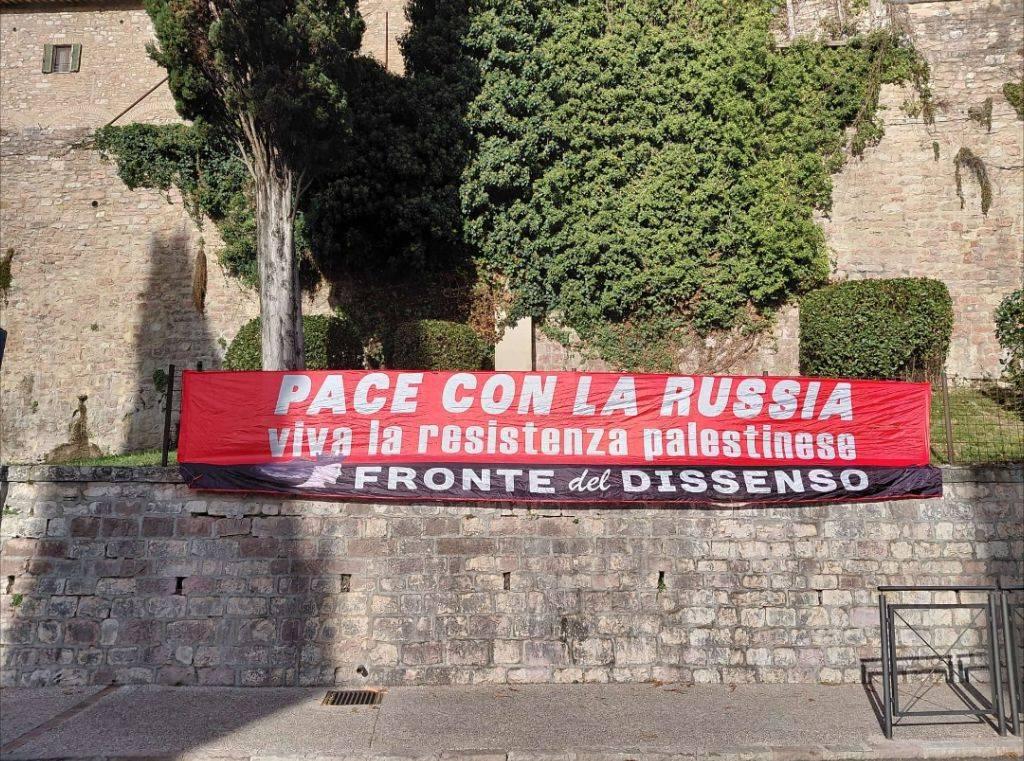 PACE CON LA RUSSIA
viva la resistenza palestinese
FRONTE del DISSENSO